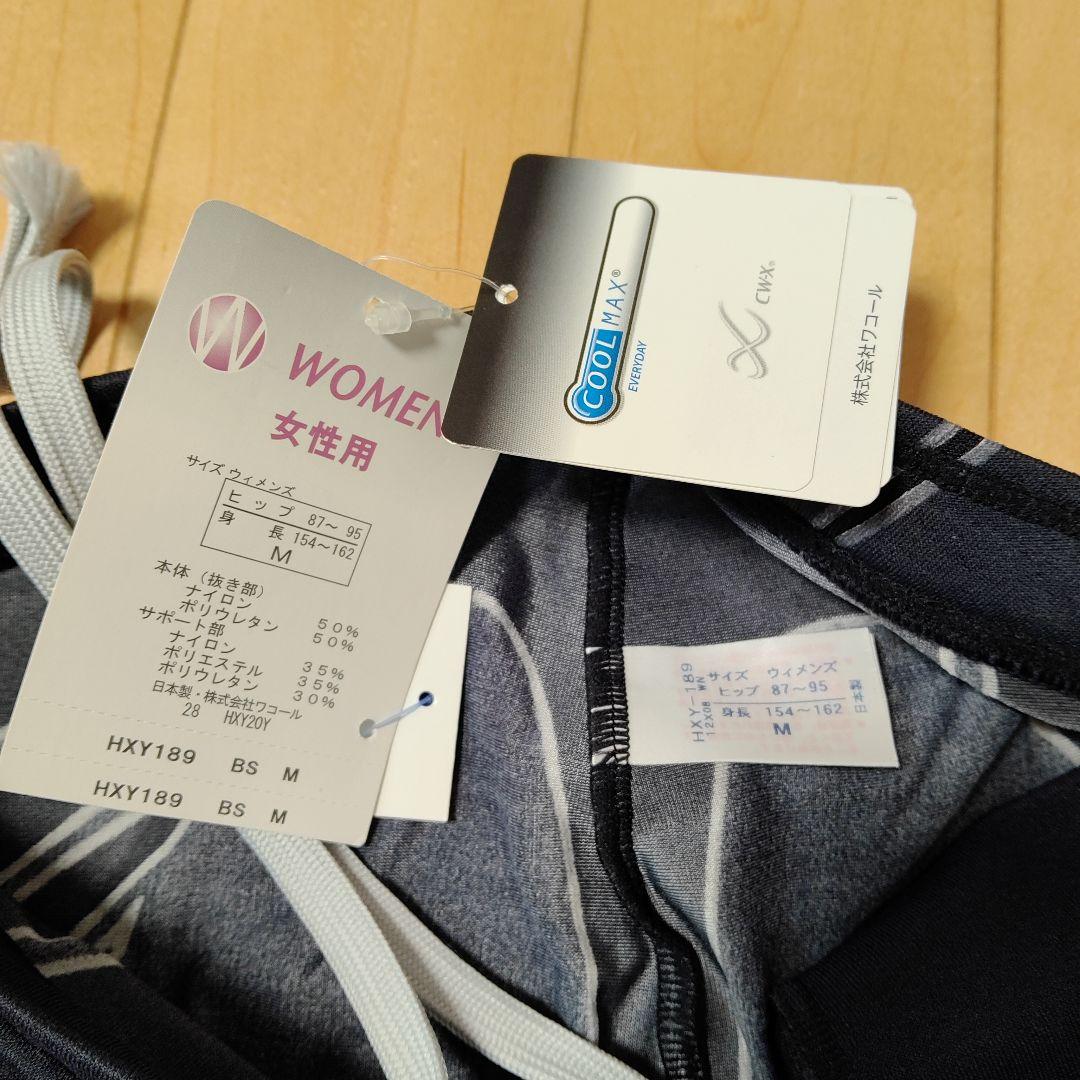 W
WOMEN
女性用
サイズ ウィメンズ
ヒップ 87〜 95
身長 154〜162
M
本体 (抜き部)
ナイロン 50%
ポリウレタン 50%
サポート部
ナイロン 35%
ポリエステル 35%
ポリウレタン 30%
日本製・株式会社ワコール
28 HXY20Y
HXY189 BS M
HXY189 BS M
COOLMAX®
EVERYDAY
CW-X®
株式会社ワコール
HXY-189
12X08 WN
サイズ ウィメンズ
ヒップ 87〜95
身長 154〜162
M
日本製